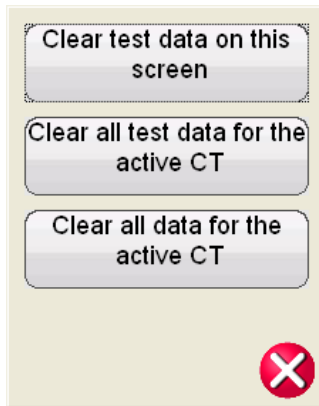 Clear test data on this
screen
Clear all test data for the
active CT
Clear all data for the
active CT